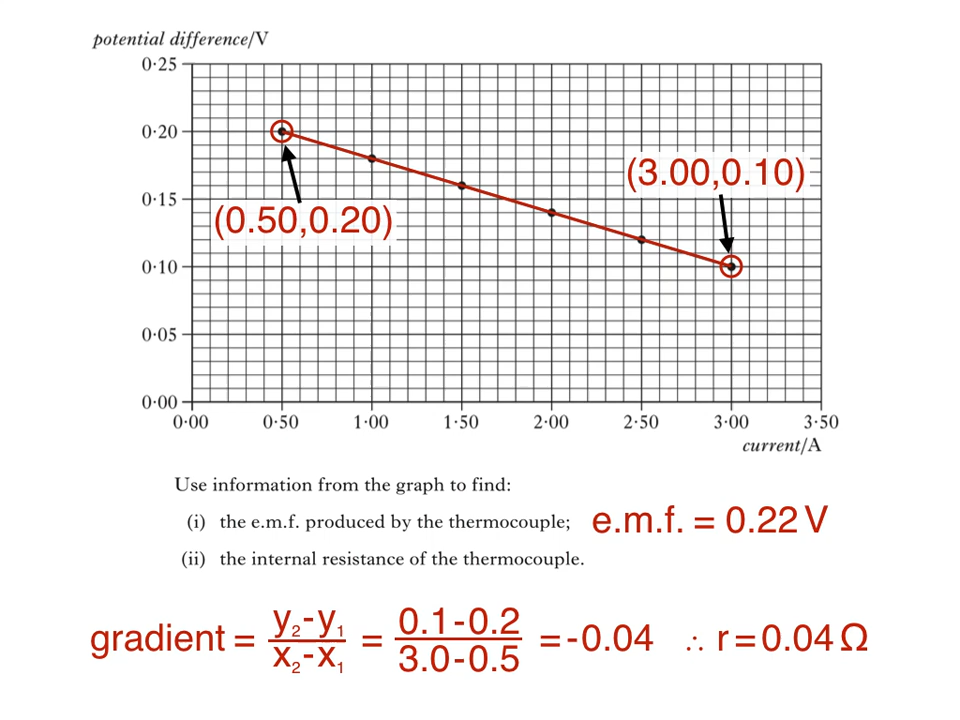 potential difference/V
0·25
0·20
(3.00,0.10)
0·15
(0.50,0.20)
0·10
0·05
0·00
0·00 0·50 1·00 1·50 2·00 2·50 3·00 3·50
current/A
Use information from the graph to find:
(i) the e.m.f. produced by the thermocouple; e.m.f. = 0.22 V
(ii) the internal resistance of the thermocouple.
gradient = y₂-y₁ / x₂-x₁ = 0.1-0.2 / 3.0-0.5 = -0.04 ∴ r = 0.04 Ω